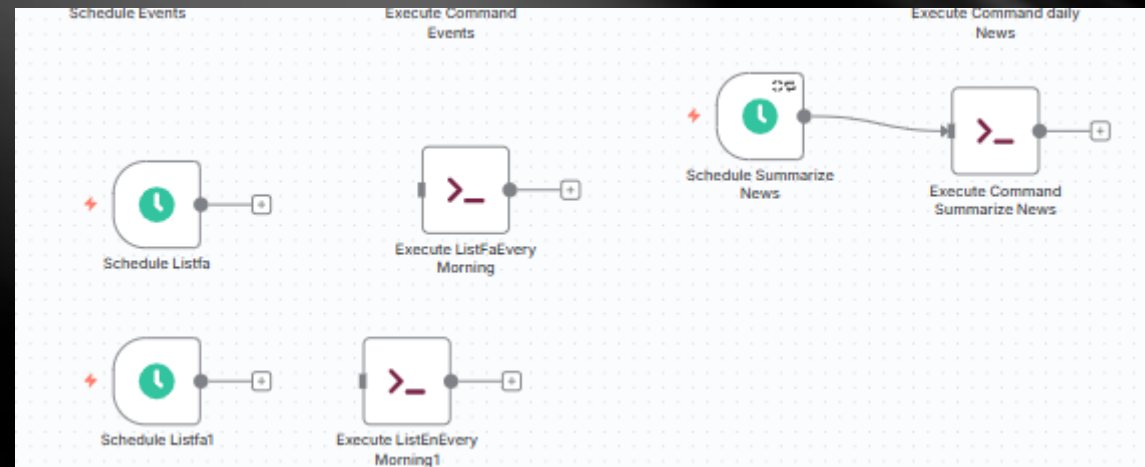 Schedule Events
Execute Command
Events
Execute Command daily
News
Schedule Summarize
News
Execute Command
Summarize News
Schedule Listfa
Execute ListFaEvery
Morning
Schedule Listfa1
Execute ListEnEvery
Morning1